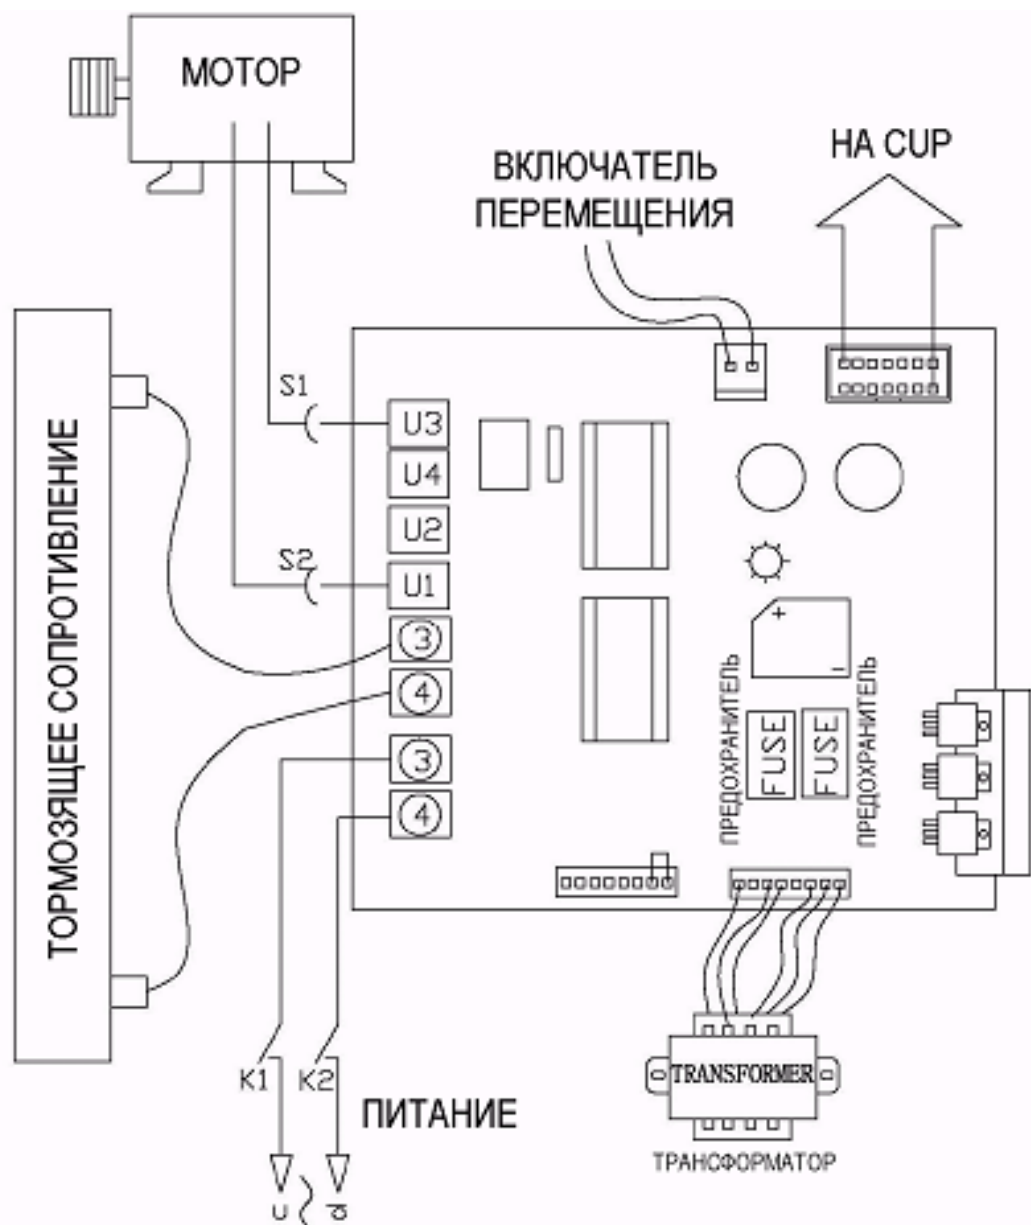 МОТОР
ВКЛЮЧАТЕЛЬ
ПЕРЕМЕЩЕНИЯ
НА CUP
ТОРМОЗЯЩЕЕ СОПРОТИВЛЕНИЕ
S1
U3
U4
U2
S2
U1
3
4
3
4
+
−
ПРЕДОХРАНИТЕЛЬ
FUSE
FUSE
ПРЕДОХРАНИТЕЛЬ
K1
K2
ПИТАНИЕ
TRANSFORMER
ТРАНСФОРМАТОР